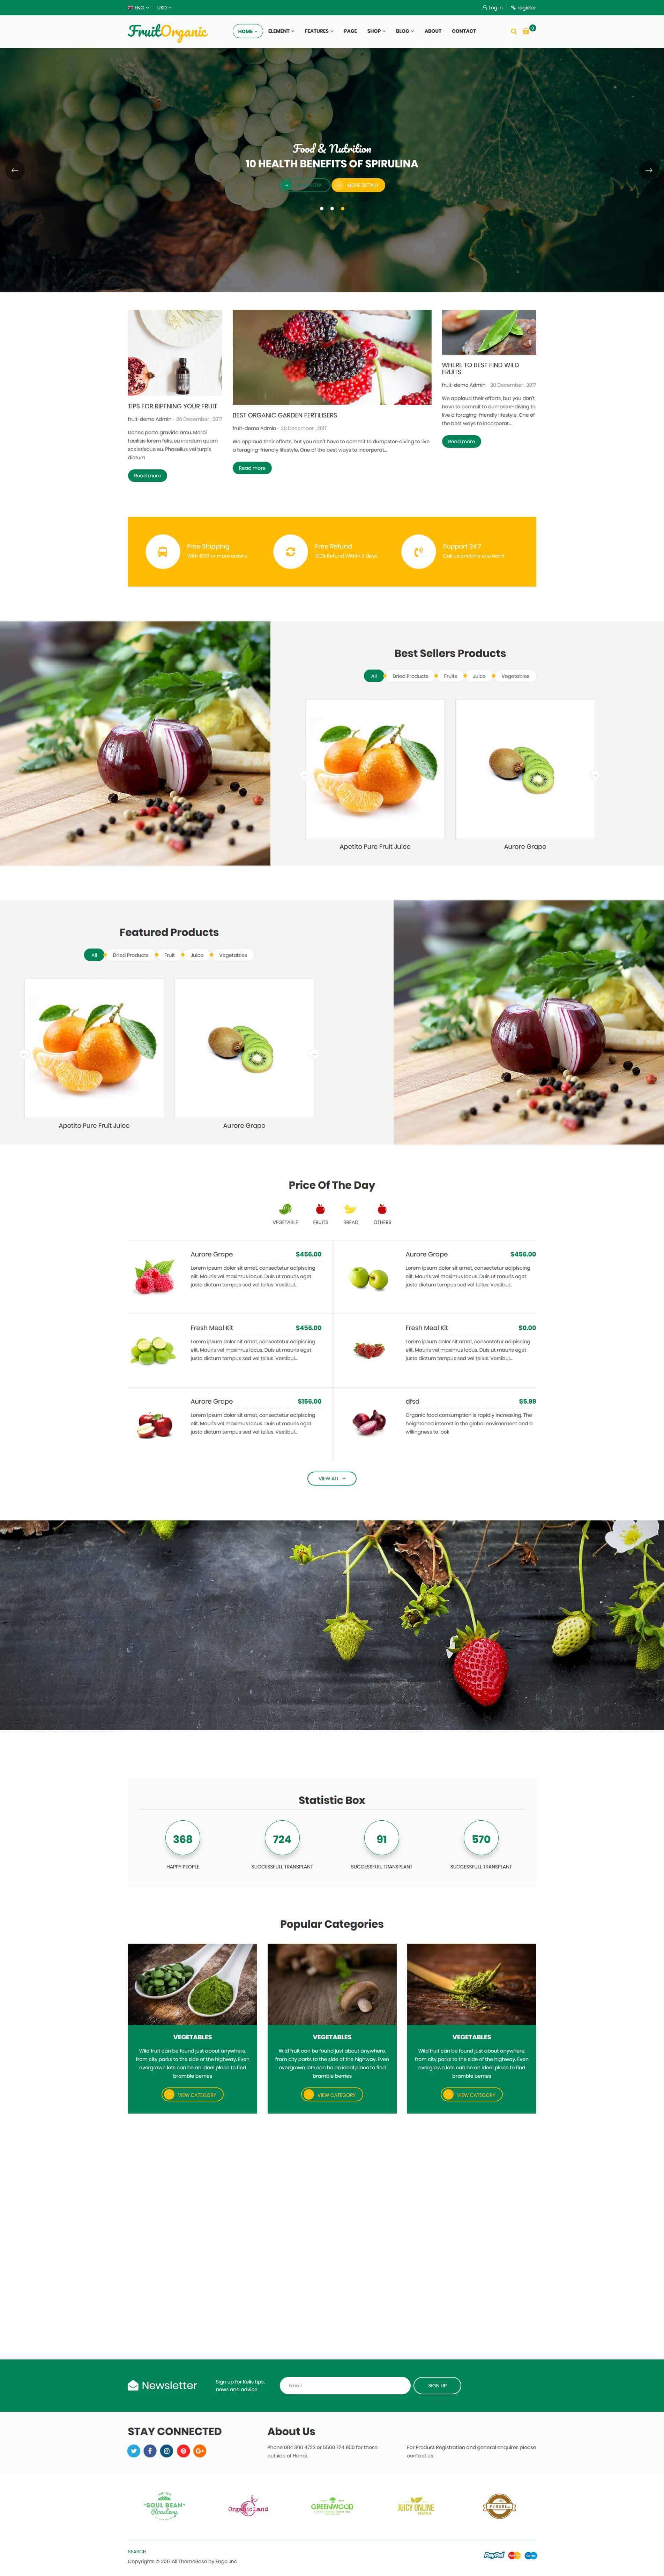 ENG
USD
Log in
register
FruitOrganic
HOME
ELEMENT
FEATURES
PAGE
SHOP
BLOG
ABOUT
CONTACT
0
Food & Nutrition
10 HEALTH BENEFITS OF SPIRULINA
MORE DETAIL
TIPS FOR RIPENING YOUR FRUIT
fruit-demo Admin - 20 December , 2017
Donec porta gravida arcu. Morbi
facilisis lorem felis, eu interdum quam
scelerisque eu. Phasellus vel turpis
dictum
Read more
BEST ORGANIC GARDEN FERTILISERS
fruit-demo Admin - 20 December , 2017
We applaud their efforts, but you don't have to commit to dumpster-diving to live
a foraging-friendly lifestyle. One of the best ways to incorporat...
Read more
WHERE TO BEST FIND WILD
FRUITS
fruit-demo Admin - 20 December , 2017
We applaud their efforts, but you don't
have to commit to dumpster-diving to
live a foraging-friendly lifestyle. One of
the best ways to incorporat...
Read more
Free Shipping
With $50 or more orders
Free Refund
100% Refund Within 3 days
Support 24.7
Call us anytime you want
Best Sellers Products
All
Dried Products
Fruits
Juice
Vegetables
Apetito Pure Fruit Juice
Aurore Grape
Featured Products
All
Dried Products
Fruit
Juice
Vegetables
Apetito Pure Fruit Juice
Aurore Grape
Price Of The Day
VEGETABLE
FRUITS
BREAD
OTHERS
Aurore Grape $456.00
Lorem ipsum dolor sit amet, consectetur adipiscing
elit. Mauris vel maximus lacus. Duis ut mauris eget
justo dictum tempus sed vel tellus. Vestibul...
Aurore Grape $456.00
Lorem ipsum dolor sit amet, consectetur adipiscing
elit. Mauris vel maximus lacus. Duis ut mauris eget
justo dictum tempus sed vel tellus. Vestibul...
Fresh Meal Kit $456.00
Lorem ipsum dolor sit amet, consectetur adipiscing
elit. Mauris vel maximus lacus. Duis ut mauris eget
justo dictum tempus sed vel tellus. Vestibul...
Fresh Meal Kit $0.00
Lorem ipsum dolor sit amet, consectetur adipiscing
elit. Mauris vel maximus lacus. Duis ut mauris eget
justo dictum tempus sed vel tellus. Vestibul...
Aurore Grape $156.00
Lorem ipsum dolor sit amet, consectetur adipiscing
elit. Mauris vel maximus lacus. Duis ut mauris eget
justo dictum tempus sed vel tellus. Vestibul...
dfsd $5.99
Organic food consumption is rapidly increasing. The
heightened interest in the global environment and a
willingness to look
VIEW ALL →
Statistic Box
368
HAPPY PEOPLE
724
SUCCESSFULL TRANSPLANT
91
SUCCESSFULL TRANSPLANT
570
SUCCESSFULL TRANSPLANT
Popular Categories
VEGETABLES
Wild fruit can be found just about anywhere,
from city parks to the side of the highway. Even
overgrown lots can be an ideal place to find
bramble berries
VIEW CATEGORY
VEGETABLES
Wild fruit can be found just about anywhere,
from city parks to the side of the highway. Even
overgrown lots can be an ideal place to find
bramble berries
VIEW CATEGORY
VEGETABLES
Wild fruit can be found just about anywhere,
from city parks to the side of the highway. Even
overgrown lots can be an ideal place to find
bramble berries
VIEW CATEGORY
Newsletter
Sign up for Kelis tips,
news and advice
Email
SIGN UP
STAY CONNECTED
About Us
Phone 084 366 4723 or 5560 724 850 for those
outside of Hanoi.
For Product Registration and general enquires please
contact us
"SOUL BEAN"
Roastery
OrganicLand
GREENWOOD
JUICY ONLINE
MEDIA
SEARCH
Copyrights © 2017 All ThemeBase by Engo .Inc
PayPal